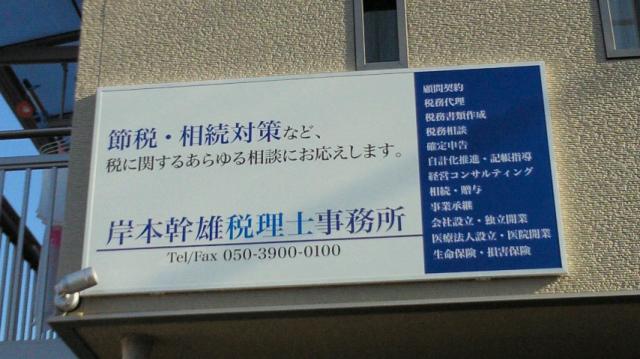 節税・相続対策など、
税に関するあらゆる相談にお応えします。
岸本幹雄税理士事務所
Tel/Fax 050-3900-0100
顧問契約
税務代理
税務書類作成
税務相談
確定申告
自計化推進・記帳指導
経営コンサルティング
相続・贈与
事業承継
会社設立・独立開業
医療法人設立・医院開業
生命保険・損害保険